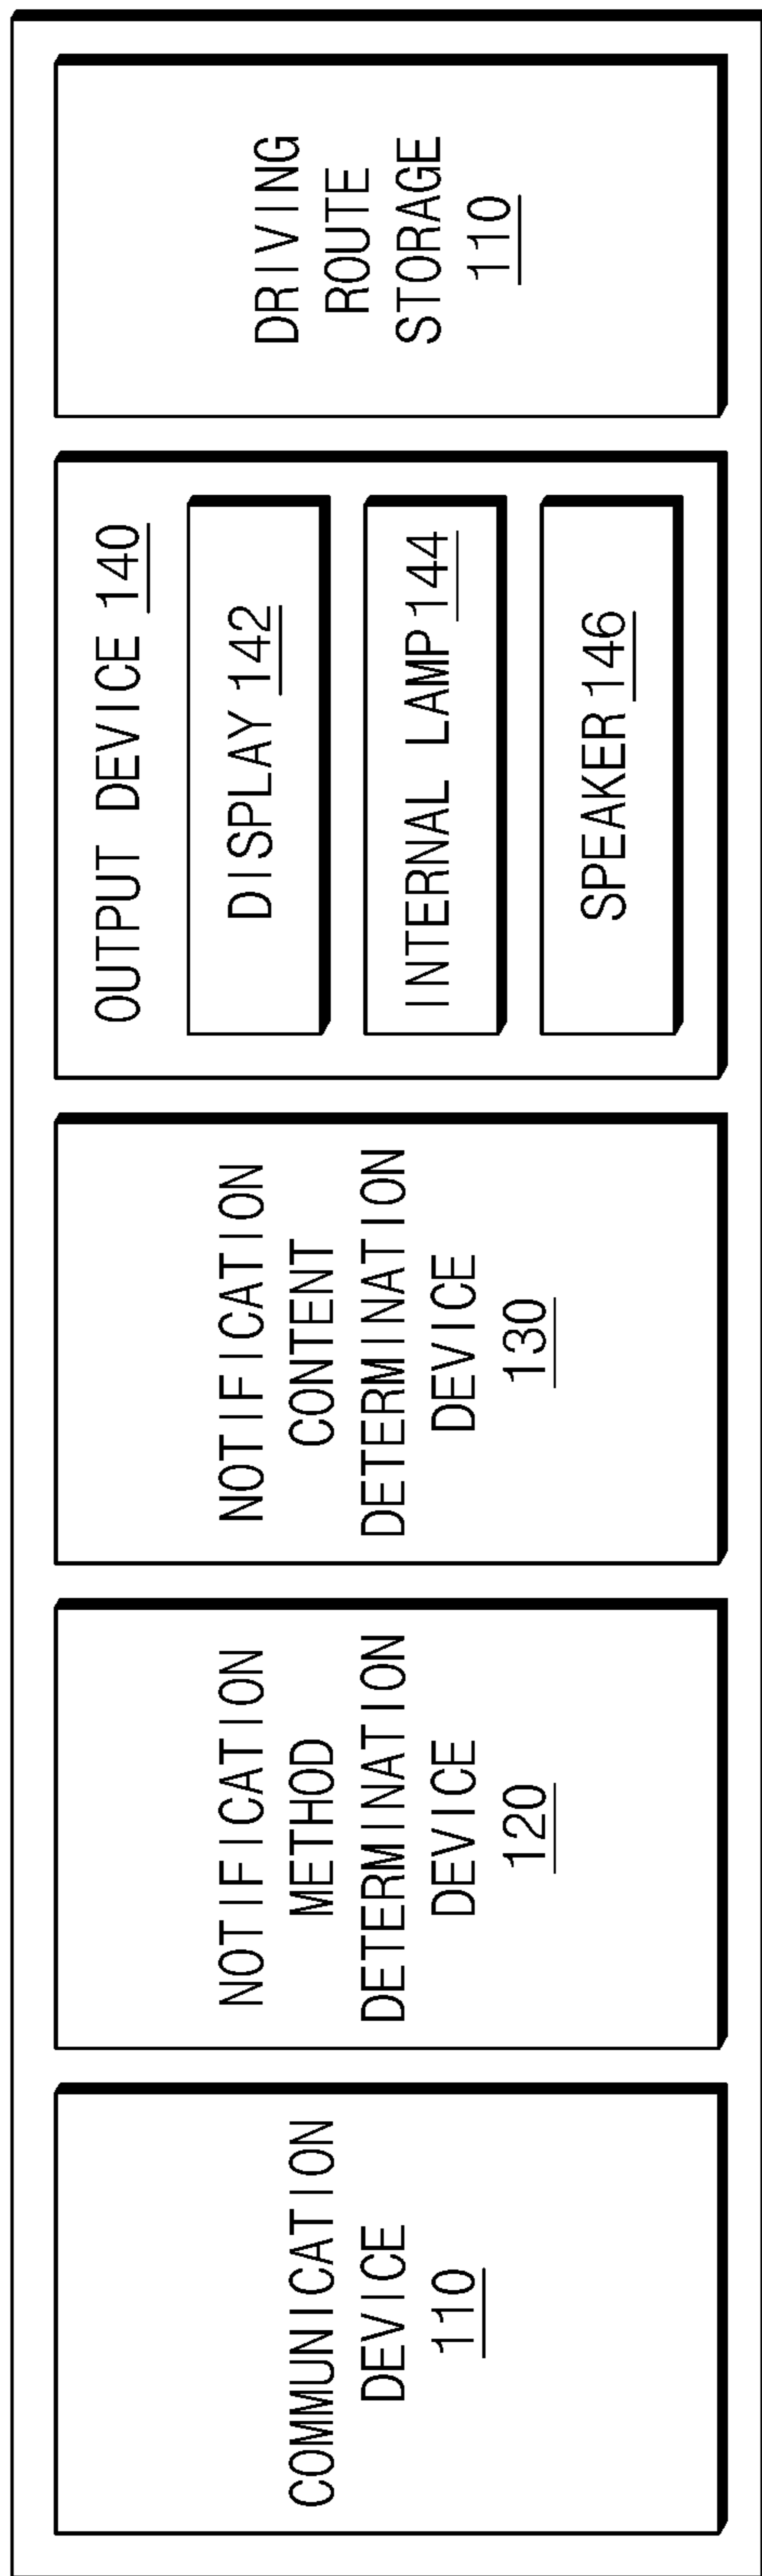 COMMUNICATION
DEVICE
110
NOTIFICATION
METHOD
DETERMINATION
DEVICE
120
NOTIFICATION
CONTENT
DETERMINATION
DEVICE
130
OUTPUT DEVICE 140
DISPLAY 142
INTERNAL LAMP 144
SPEAKER 146
DRIVING
ROUTE
STORAGE
110